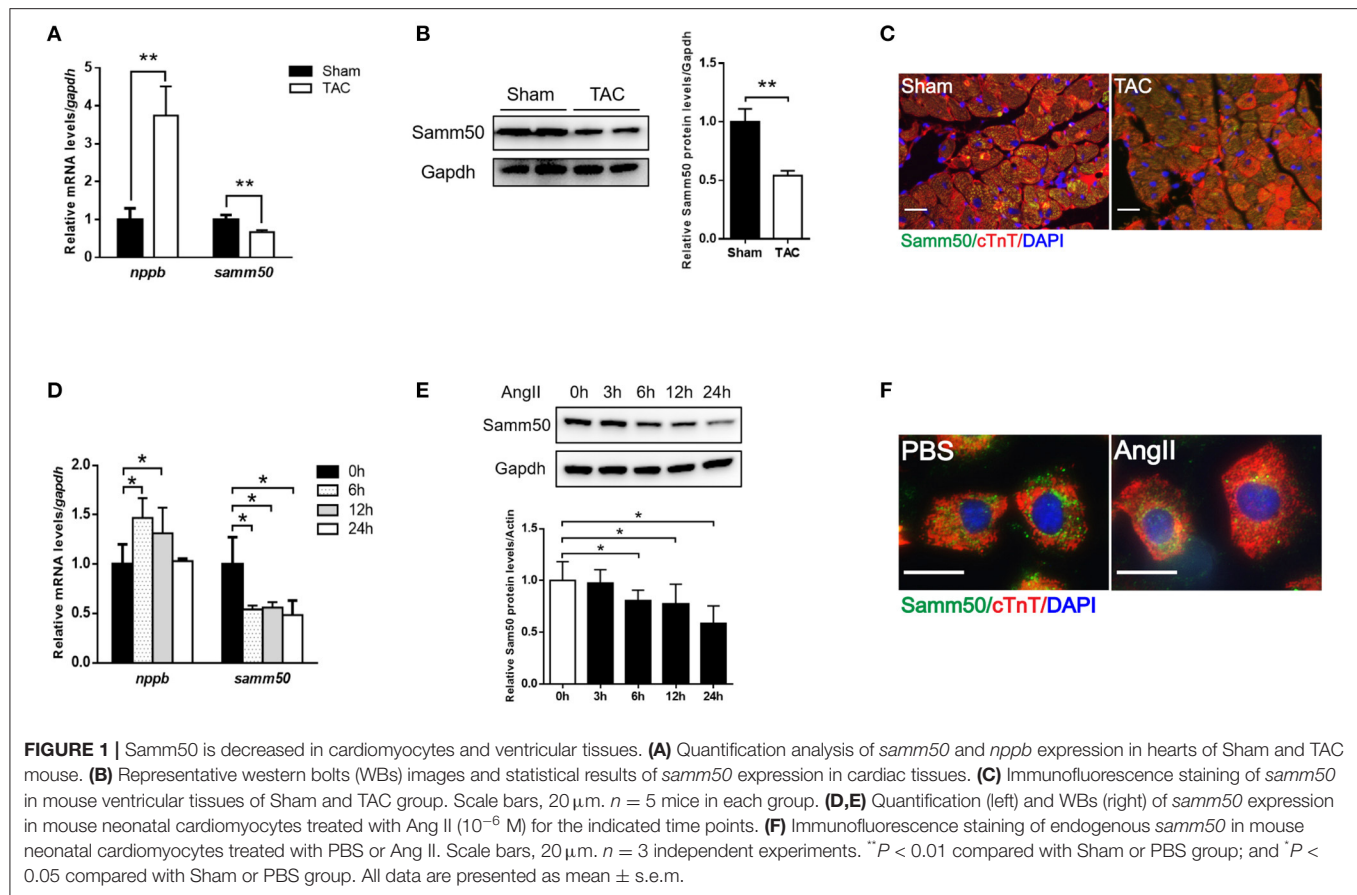 A
Relative mRNA levels/gapdh
5
4
3
2
1
0
**
**
Sham
TAC
nppb
samm50
B
Sham TAC
Samm50
Gapdh
Relative Samm50 protein levels/Gapdh
1.5
1.0
0.5
0.0
**
Sham TAC
C
Sham
TAC
Samm50/cTnT/DAPI
D
Relative mRNA levels/gapdh
2.0
1.5
1.0
0.5
0.0
*
*
*
*
*
0h
6h
12h
24h
nppb
samm50
E
AngII 0h 3h 6h 12h 24h
Samm50
Gapdh
Relative Sam50 protein levels/Actin
1.5
1.0
0.5
0.0
*
*
*
0h 3h 6h 12h 24h
F
PBS
AngII
Samm50/cTnT/DAPI
FIGURE 1 | Samm50 is decreased in cardiomyocytes and ventricular tissues. (A) Quantification analysis of samm50 and nppb expression in hearts of Sham and TAC
mouse. (B) Representative western bolts (WBs) images and statistical results of samm50 expression in cardiac tissues. (C) Immunofluorescence staining of samm50
in mouse ventricular tissues of Sham and TAC group. Scale bars, 20 μm. n = 5 mice in each group. (D,E) Quantification (left) and WBs (right) of samm50 expression
in mouse neonatal cardiomyocytes treated with Ang II (10⁻⁶ M) for the indicated time points. (F) Immunofluorescence staining of endogenous samm50 in mouse
neonatal cardiomyocytes treated with PBS or Ang II. Scale bars, 20 μm. n = 3 independent experiments. **P < 0.01 compared with Sham or PBS group; and *P <
0.05 compared with Sham or PBS group. All data are presented as mean ± s.e.m.